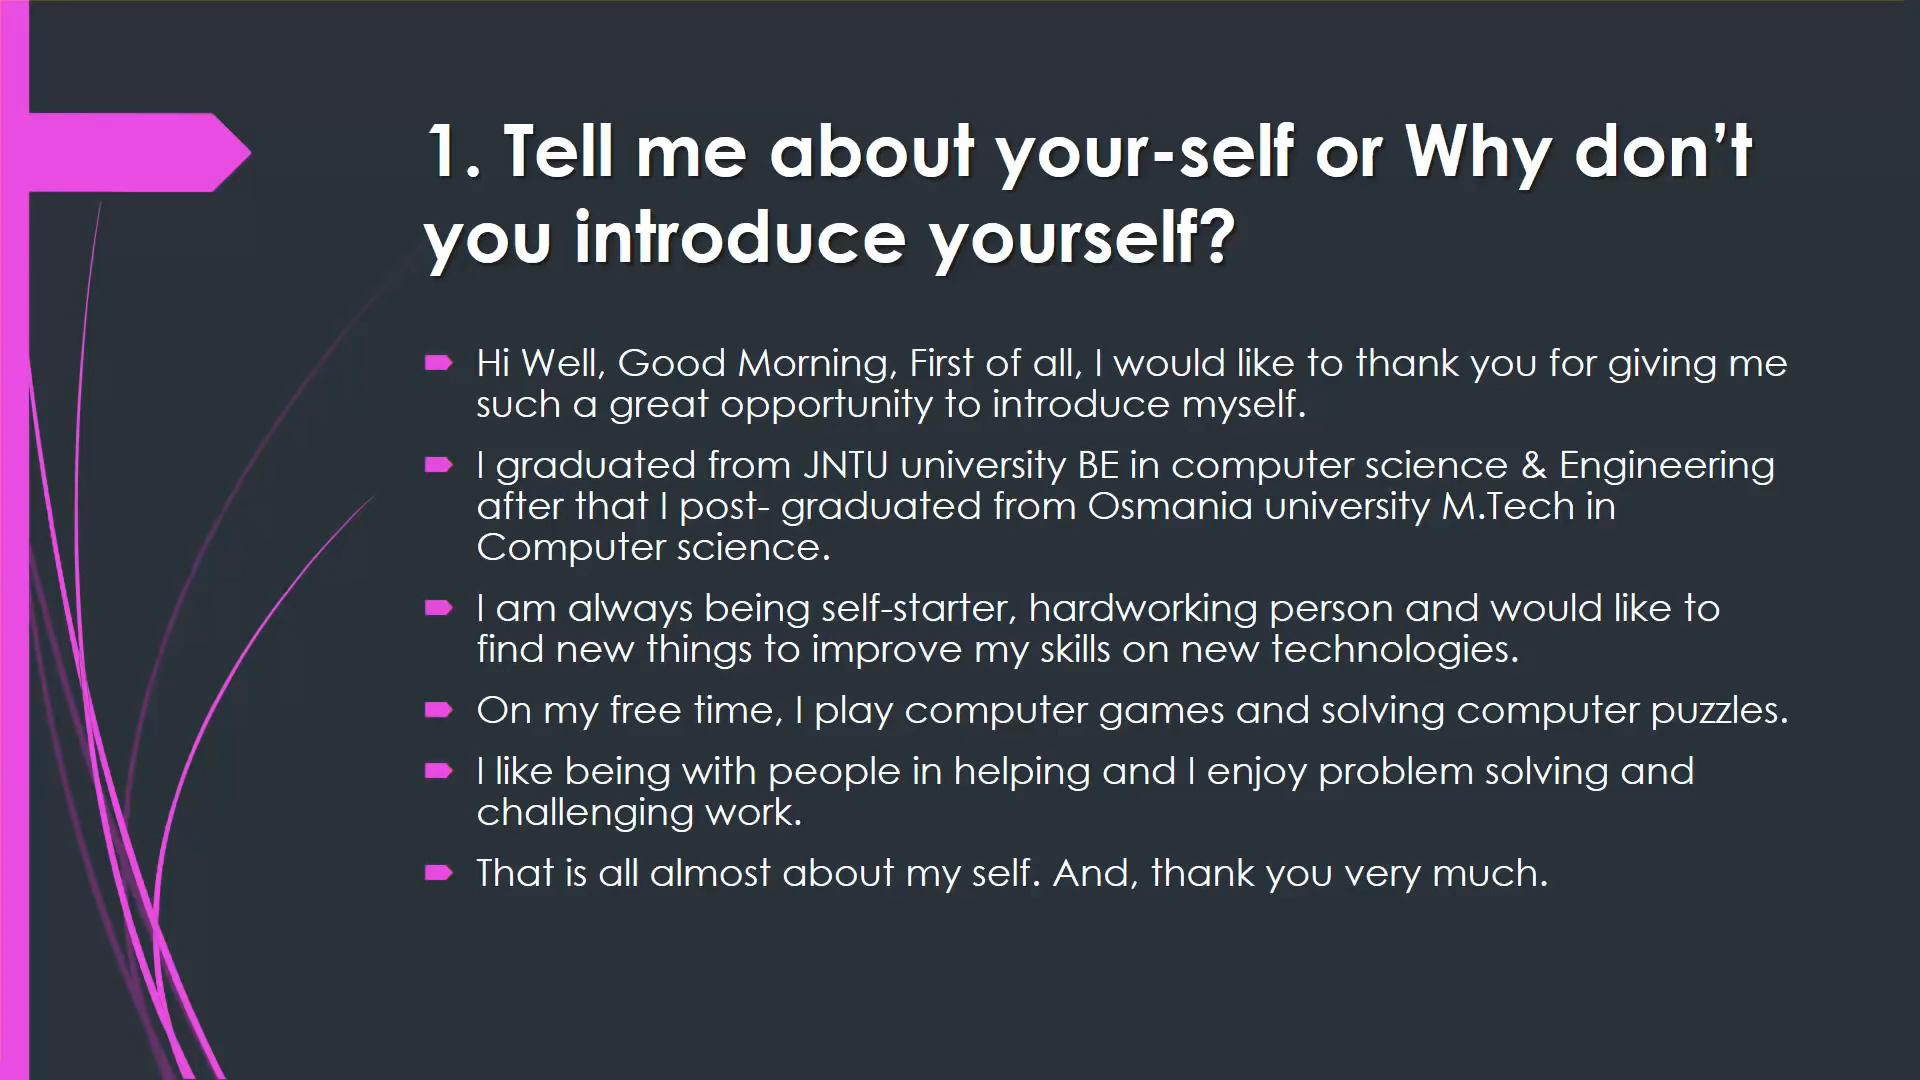 1. Tell me about your-self or Why don’t
you introduce yourself?
Hi Well, Good Morning, First of all, I would like to thank you for giving me
such a great opportunity to introduce myself.
I graduated from JNTU university BE in computer science & Engineering
after that I post- graduated from Osmania university M.Tech in
Computer science.
I am always being self-starter, hardworking person and would like to
find new things to improve my skills on new technologies.
On my free time, I play computer games and solving computer puzzles.
I like being with people in helping and I enjoy problem solving and
challenging work.
That is all almost about my self. And, thank you very much.